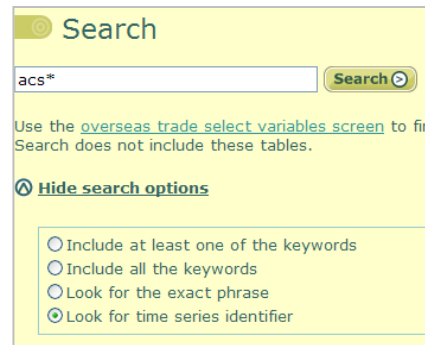 Search
acs*
Search
Use the overseas trade select variables screen to
Search does not include these tables.
Hide search options
Include at least one of the keywords
Include all the keywords
Look for the exact phrase
Look for time series identifier